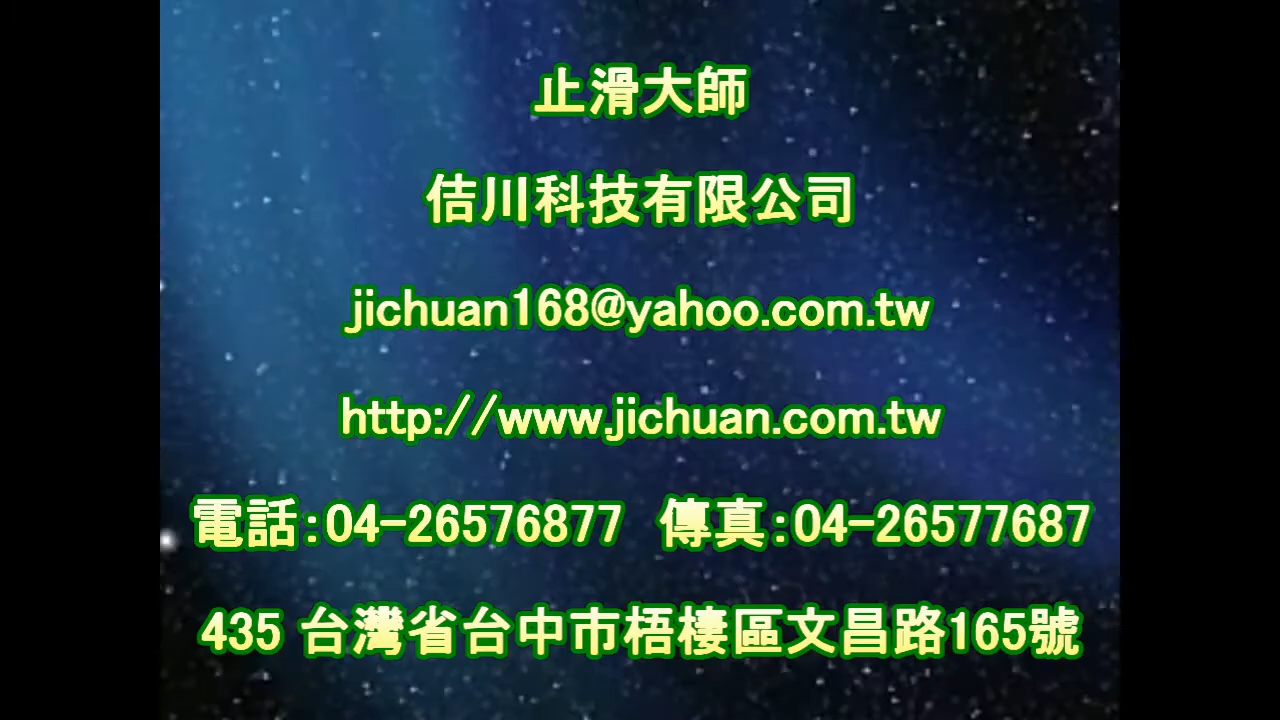 止滑大師
佶川科技有限公司
jichuan168@yahoo.com.tw
http://www.jichuan.com.tw
電話:04-26576877 傳真:04-26577687
435 台灣省台中市梧棲區文昌路165號